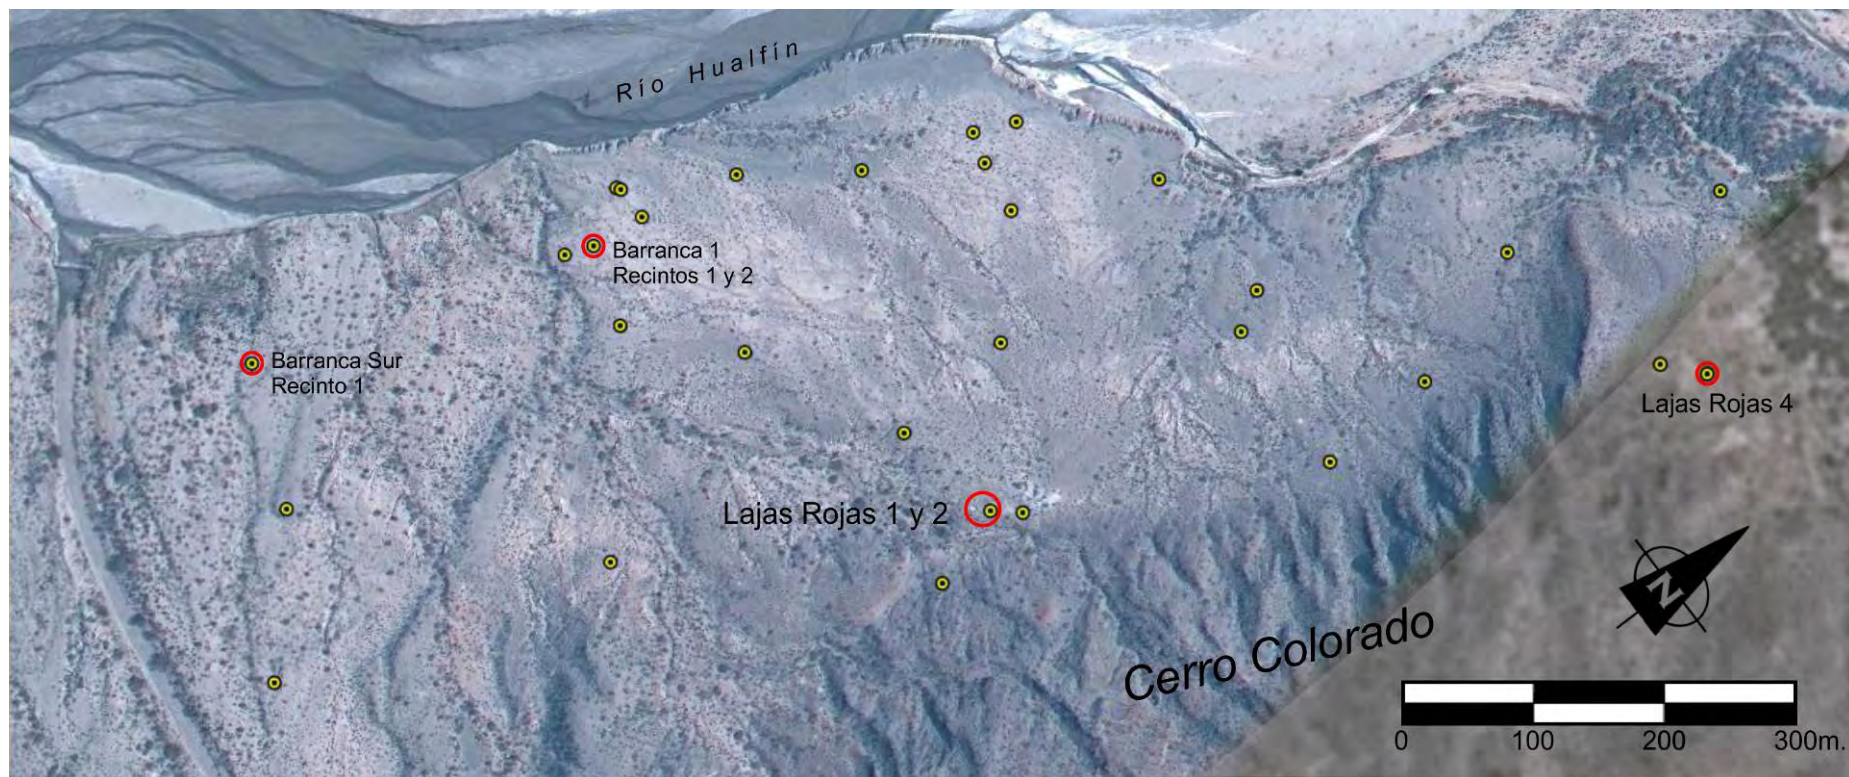 Río Hualfín
Barranca 1
Recintos 1 y 2
Barranca Sur
Recinto 1
Lajas Rojas 4
Lajas Rojas 1 y 2
N
Cerro Colorado
0 100 200 300m.